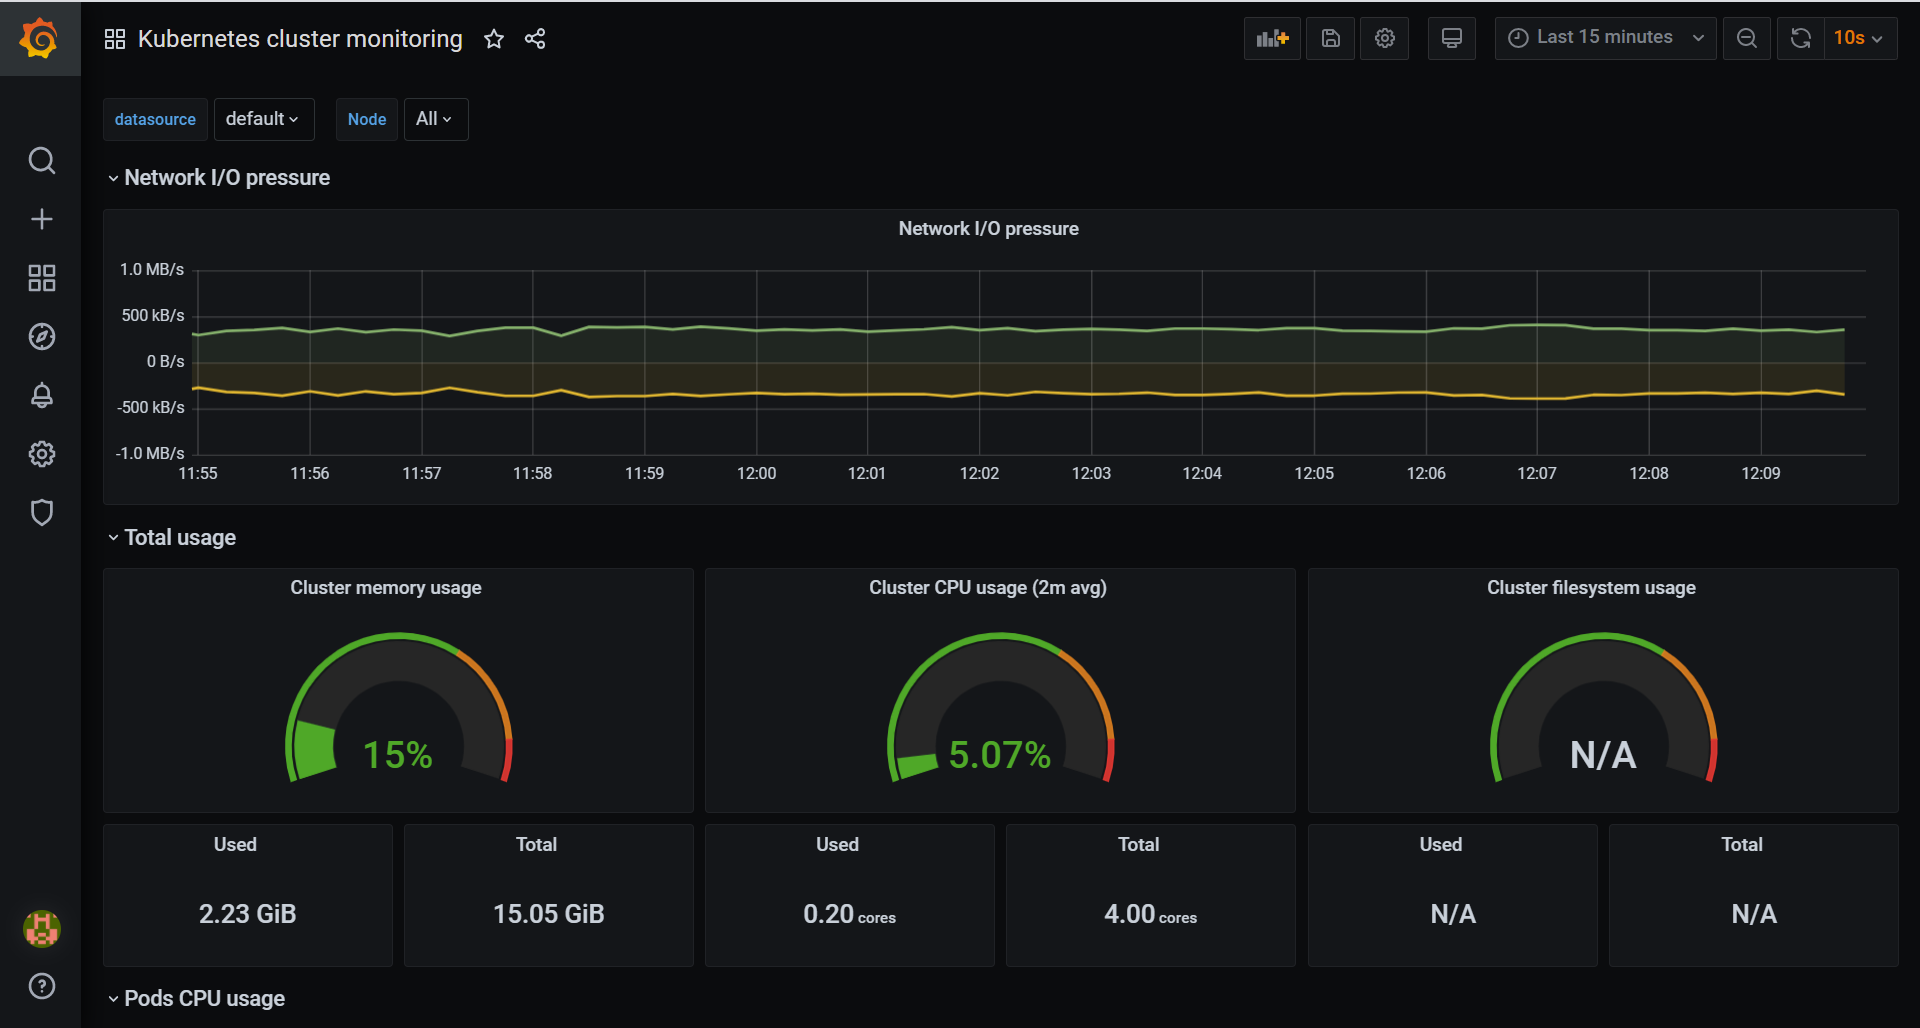 Kubernetes cluster monitoring
Last 15 minutes
10s
datasource
default
Node
All
Network I/O pressure
Network I/O pressure
1.0 MB/s
500 kB/s
0 B/s
-500 kB/s
-1.0 MB/s
11:55 11:56 11:57 11:58 11:59 12:00 12:01 12:02 12:03 12:04 12:05 12:06 12:07 12:08 12:09
Total usage
Cluster memory usage
15%
Cluster CPU usage (2m avg)
5.07%
Cluster filesystem usage
N/A
Used
2.23 GiB
Total
15.05 GiB
Used
0.20 cores
Total
4.00 cores
Used
N/A
Total
N/A
Pods CPU usage